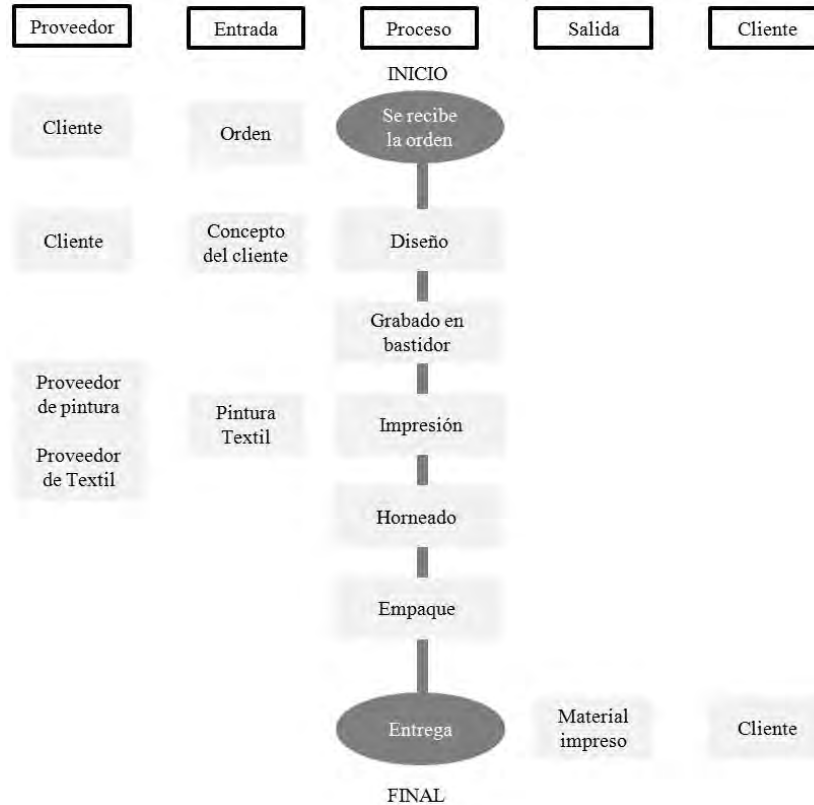 Proveedor
Entrada
Proceso
Salida
Cliente
INICIO
Cliente
Orden
Se recibe
la orden
Cliente
Concepto
del cliente
Diseño
Grabado en
bastidor
Proveedor
de pintura
Proveedor
de Textil
Pintura
Textil
Impresión
Horneado
Empaque
Entrega
Material
impreso
Cliente
FINAL